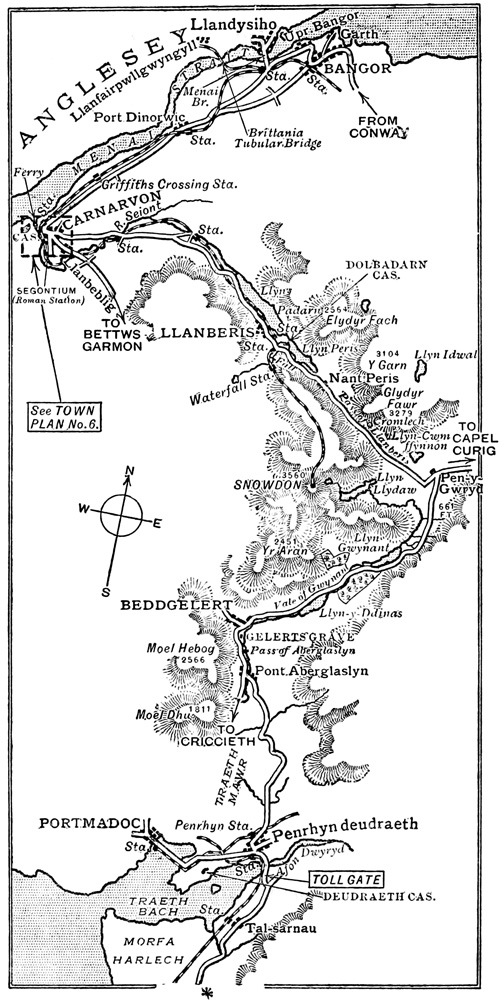 Llandysilio
Upr. Bangor
Garth
ANGLESEY
Llanfairpwllgwyngyll
STRAIT
Sta.
BANGOR
Sta.
Menai
Br.
Port Dinorwic
Sta.
FROM
CONWAY
Brittania
Tubular Bridge
MENAI
Ferry
Sta.
Griffiths Crossing Sta.
CARNARVON
R. Seiont
CAS.
Sta.
Sta.
SEGONTIUM
(Roman Station)
Llanbeblig
DOLBADARN
CAS.
Llyn
Padarn
2564
Elydyr Fach
TO
BETTWS
GARMON
LLANBERIS
Sta.
Sta.
Llyn Peris
3104
Y Garn
Llyn Idwal
Fall
Waterfall Sta.
Nant Peris
See TOWN
PLAN No. 6.
Glydyr
Fawr
3279
Cromlech
Pass of Llanberis
Llyn-Cwm
ffynnon
TO
CAPEL
CURIG
3560
SNOWDON
Llyn
Llydaw
Pen-y-
Gwryd
661
FT
N
W
E
S
2451
Yr Aran
Llyn
Gwynant
Vale of Gwynant
BEDDGELERT
Llyn-y-Ddinas
GELERTS GRAVE
Moel Hebog
2566
Pass of Aberglaslyn
Pont. Aberglaslyn
Moel Dhu
1811
TO
CRICCIETH
TRAETH
MAWR
PORTMADOC
Penrhyn Sta.
Penrhyn deudraeth
Sta.
Sta.
Afon Dwyryd
TOLL GATE
DEUDRAETH CAS.
TRAETH
BACH
Sta.
Tal-sarnau
MORFA
HARLECH
*